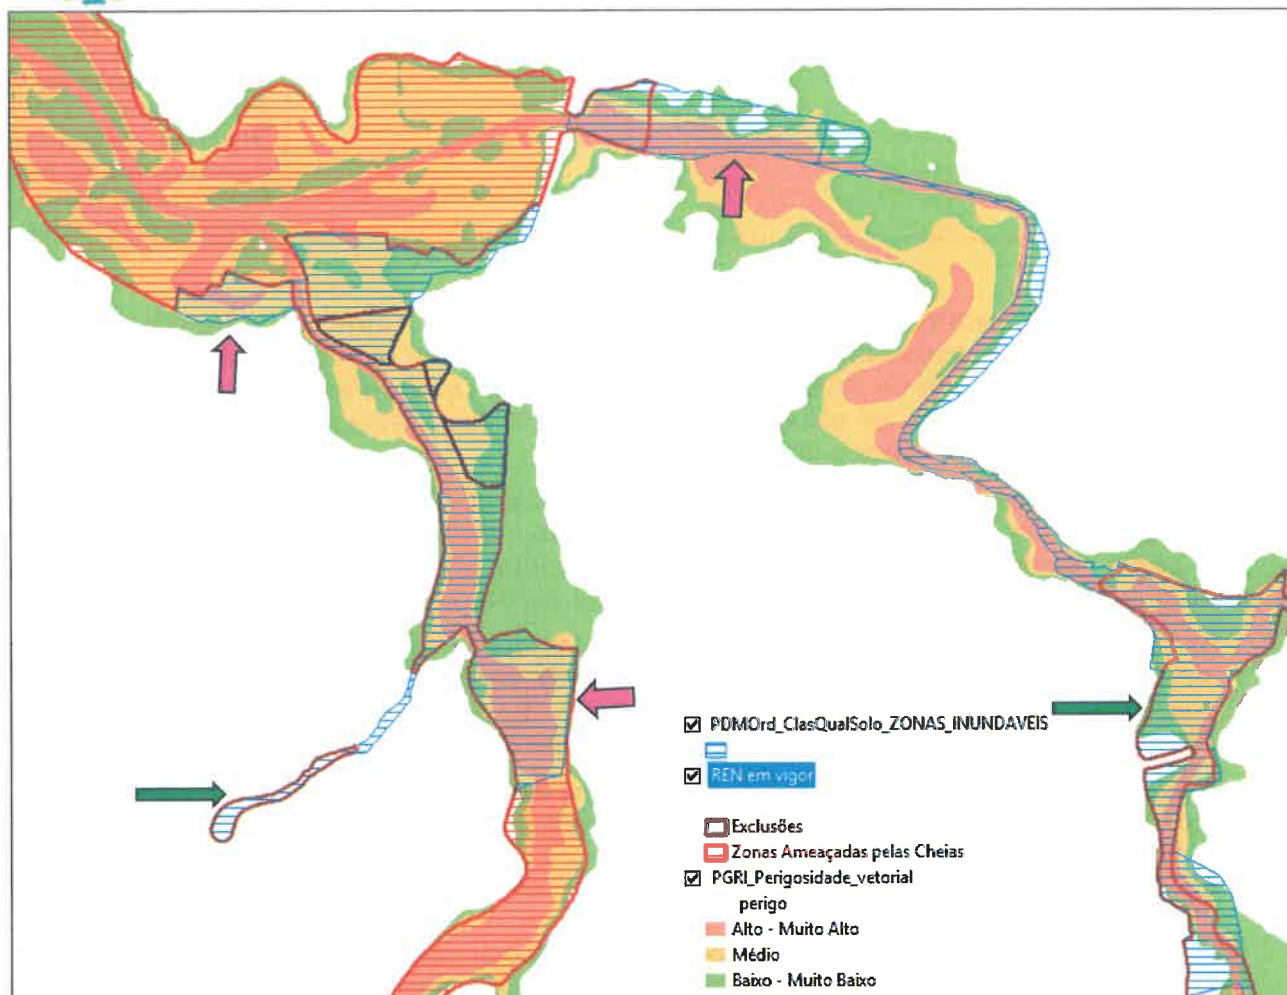 PDMOrd_ClasQualSolo_ZONAS_INUNDAVEIS
REN em vigor
Exclusões
Zonas Ameaçadas pelas Cheias
PGRI_Perigosidade_vetorial
perigo
Alto - Muito Alto
Médio
Baixo - Muito Baixo